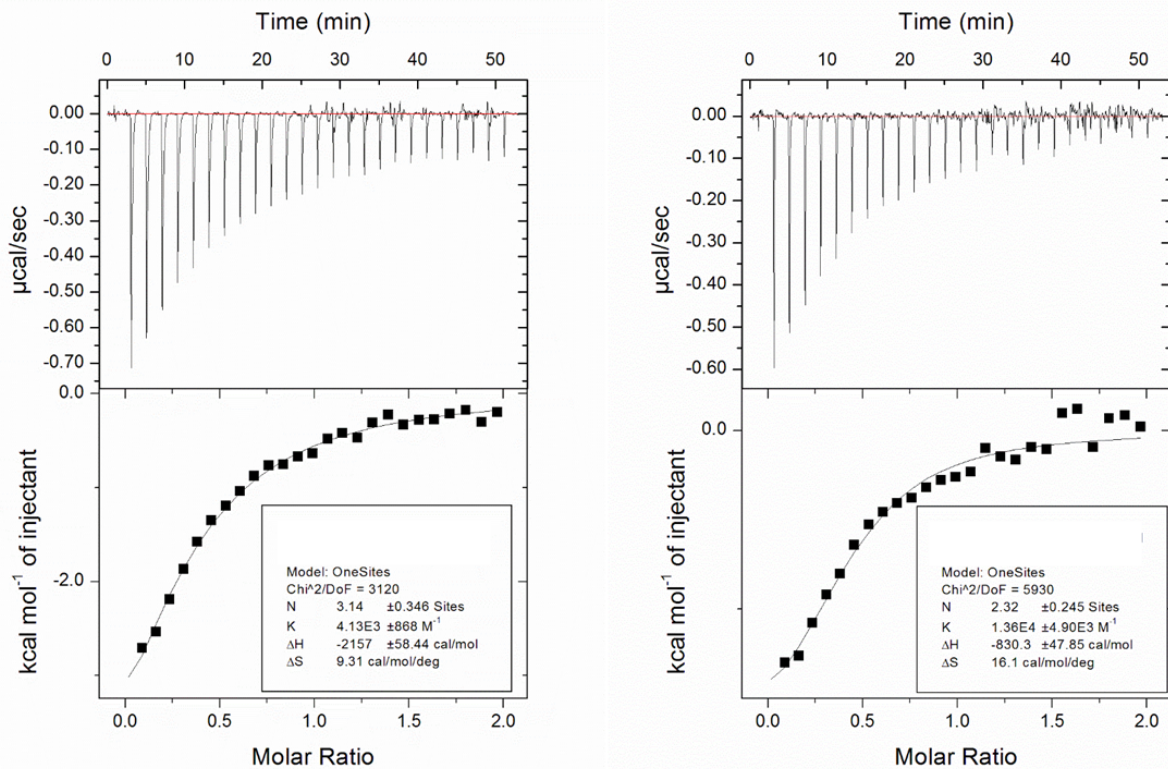 Time (min)
0 10 20 30 40 50
0.00
-0.10
-0.20
-0.30
-0.40
-0.50
-0.60
-0.70
µcal/sec
0.0
-2.0
kcal mol⁻¹ of injectant
Model: OneSites
Chi^2/DoF = 3120
N 3.14 ±0.346 Sites
K 4.13E3 ±868 M⁻¹
ΔH -2157 ±58.44 cal/mol
ΔS 9.31 cal/mol/deg
0.0 0.5 1.0 1.5 2.0
Molar Ratio
Time (min)
0 10 20 30 40 50
0.00
-0.10
-0.20
-0.30
-0.40
-0.50
-0.60
µcal/sec
0.0
kcal mol⁻¹ of injectant
Model: OneSites
Chi^2/DoF = 5930
N 2.32 ±0.245 Sites
K 1.36E4 ±4.90E3 M⁻¹
ΔH -830.3 ±47.85 cal/mol
ΔS 16.1 cal/mol/deg
0.0 0.5 1.0 1.5 2.0
Molar Ratio